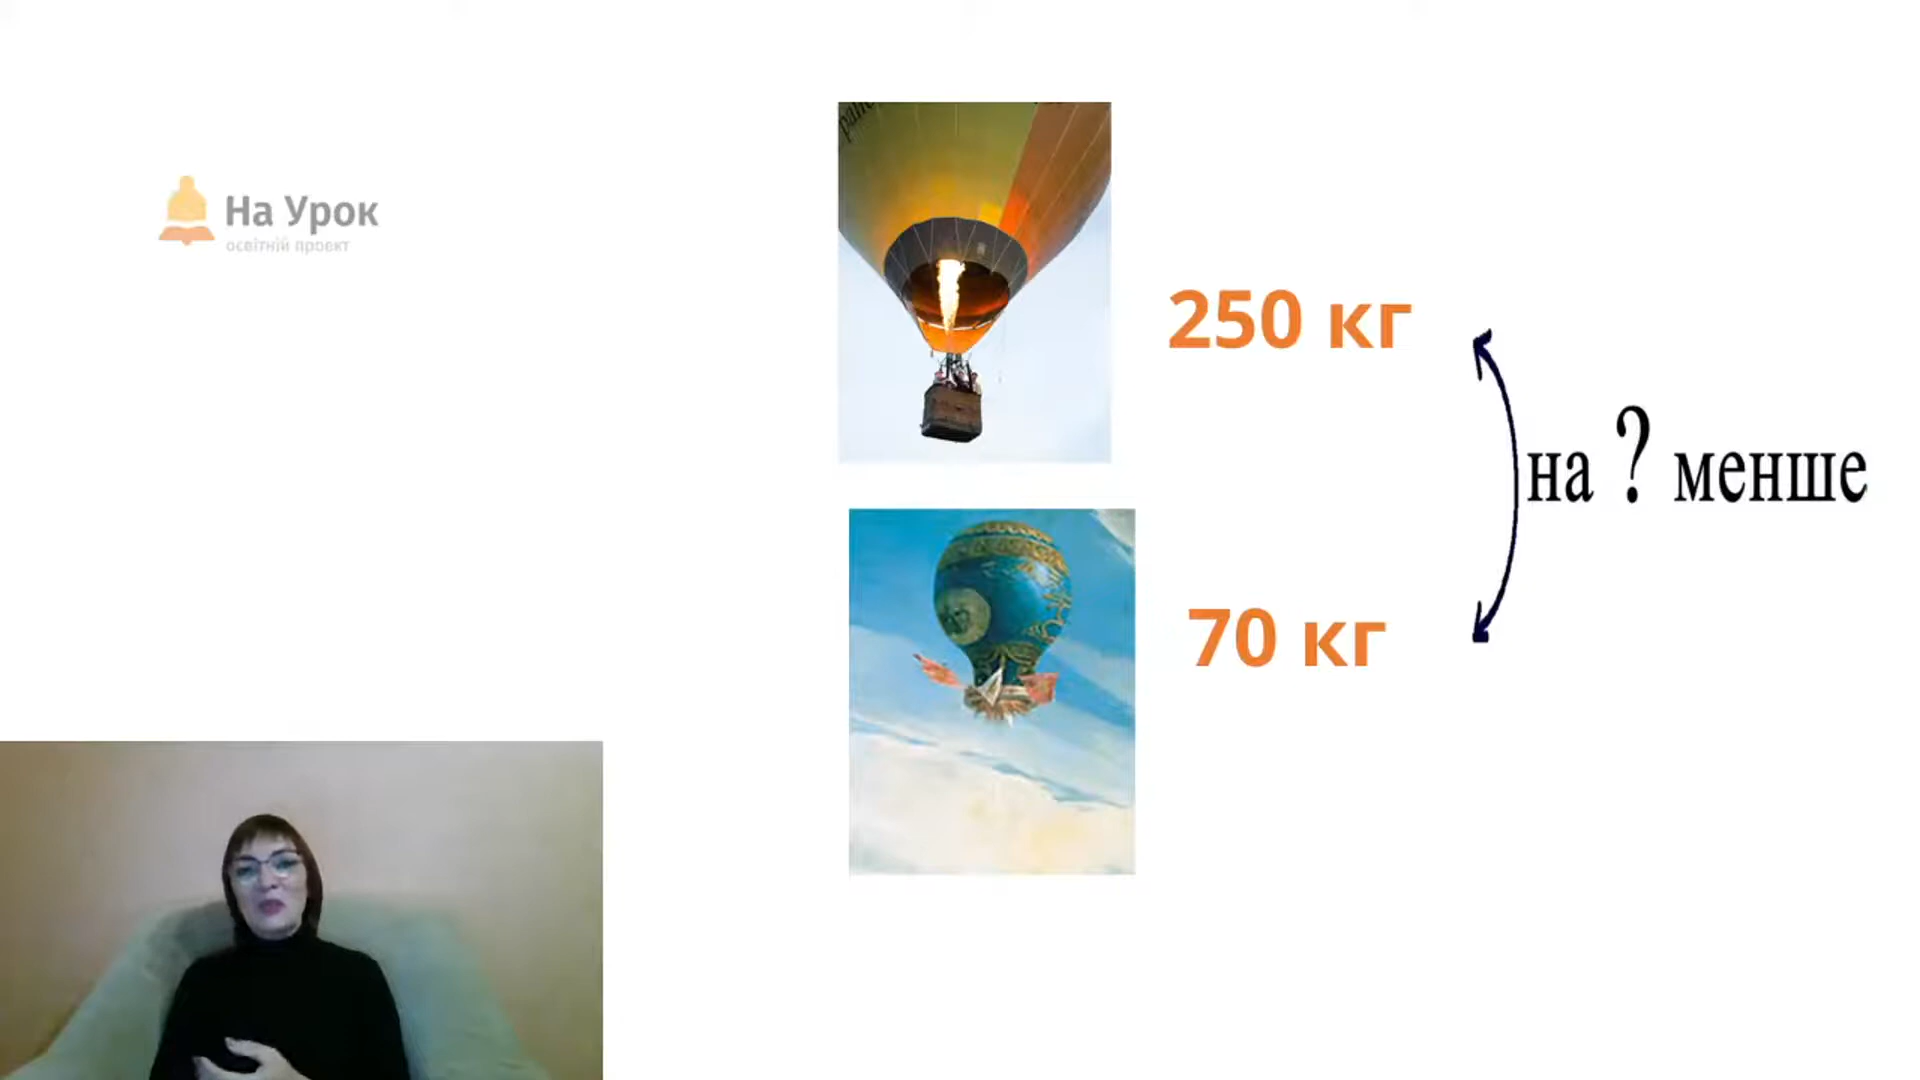 На Урок
освітній проект
250 кг
на ? менше
70 кг